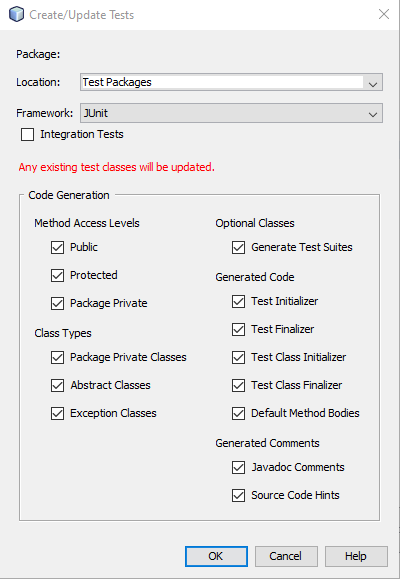 Create/Update Tests
Package:
Location: Test Packages
Framework: JUnit
Integration Tests
Any existing test classes will be updated.
Code Generation
Method Access Levels
Public
Protected
Package Private
Class Types
Package Private Classes
Abstract Classes
Exception Classes
Optional Classes
Generate Test Suites
Generated Code
Test Initializer
Test Finalizer
Test Class Initializer
Test Class Finalizer
Default Method Bodies
Generated Comments
Javadoc Comments
Source Code Hints
OK Cancel Help